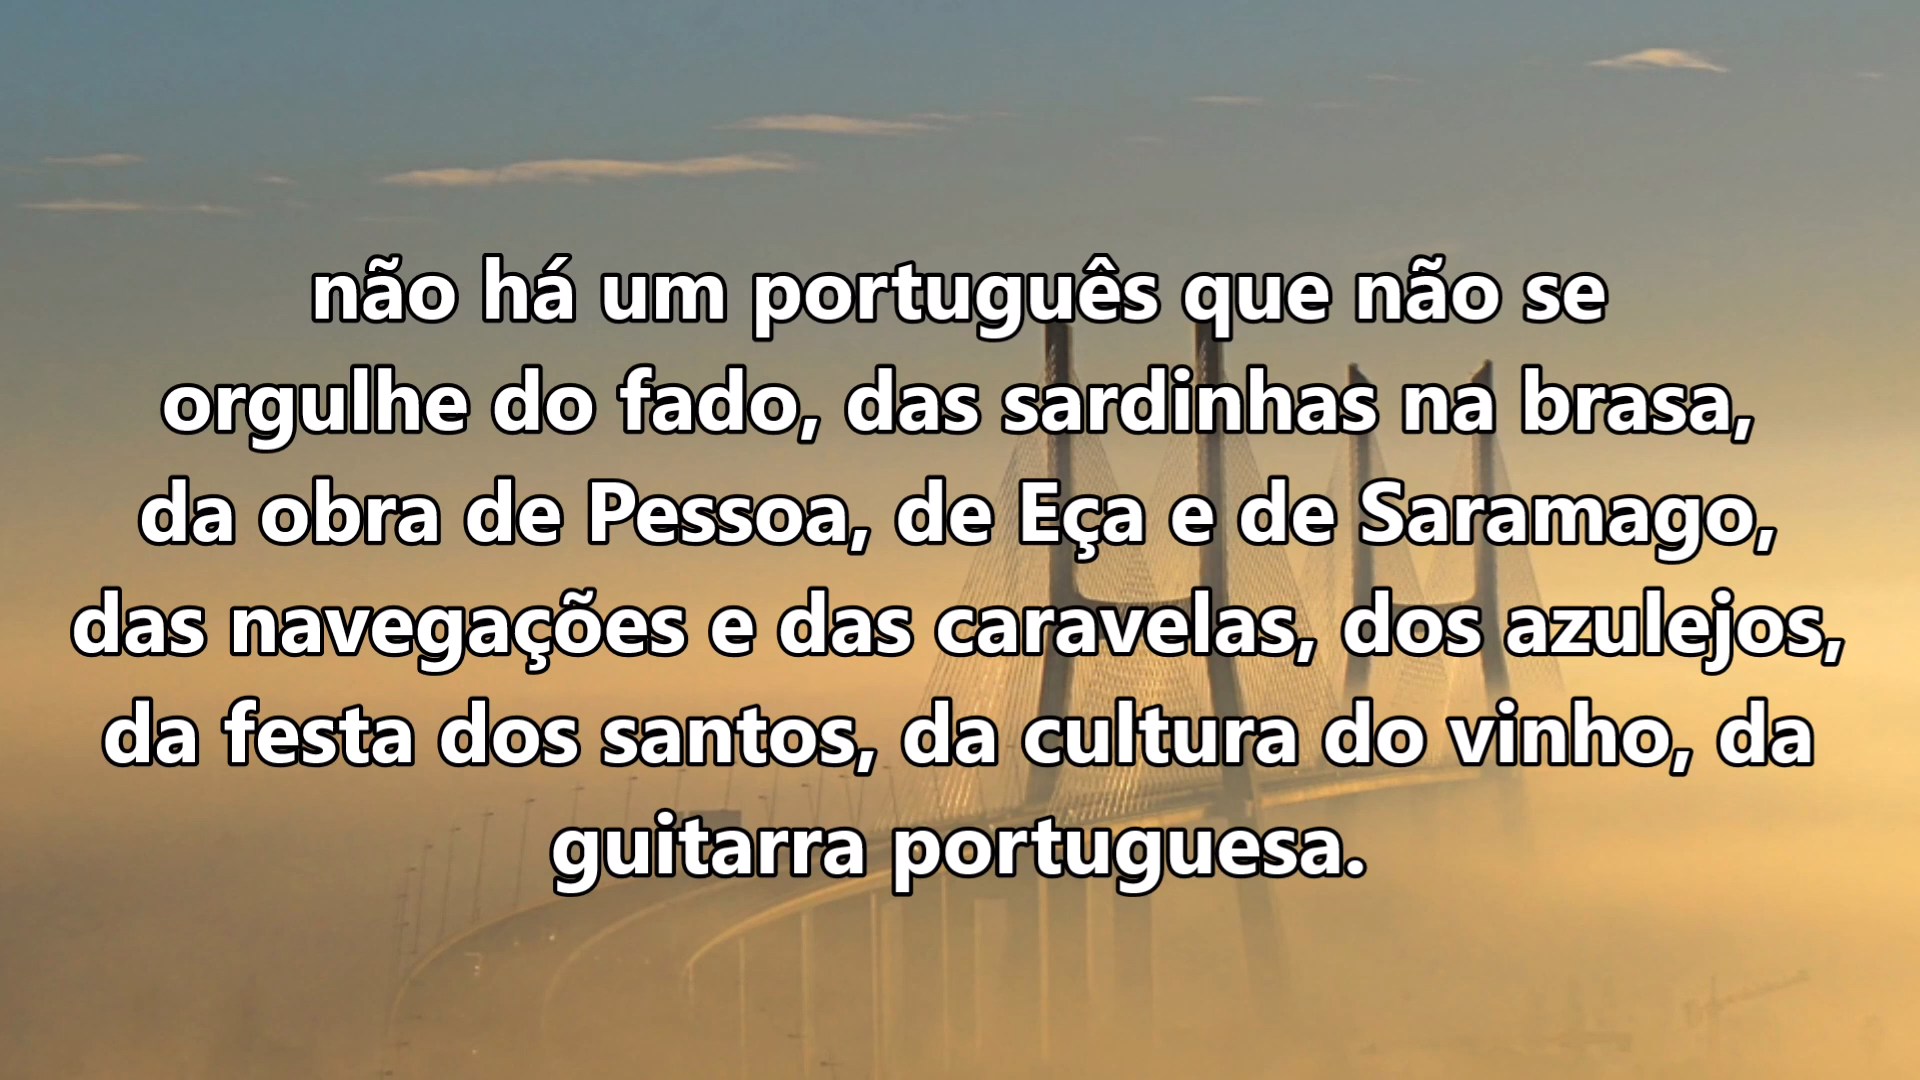 não há um português que não se
orgulhe do fado, das sardinhas na brasa,
da obra de Pessoa, de Eça e de Saramago,
das navegações e das caravelas, dos azulejos,
da festa dos santos, da cultura do vinho, da
guitarra portuguesa.